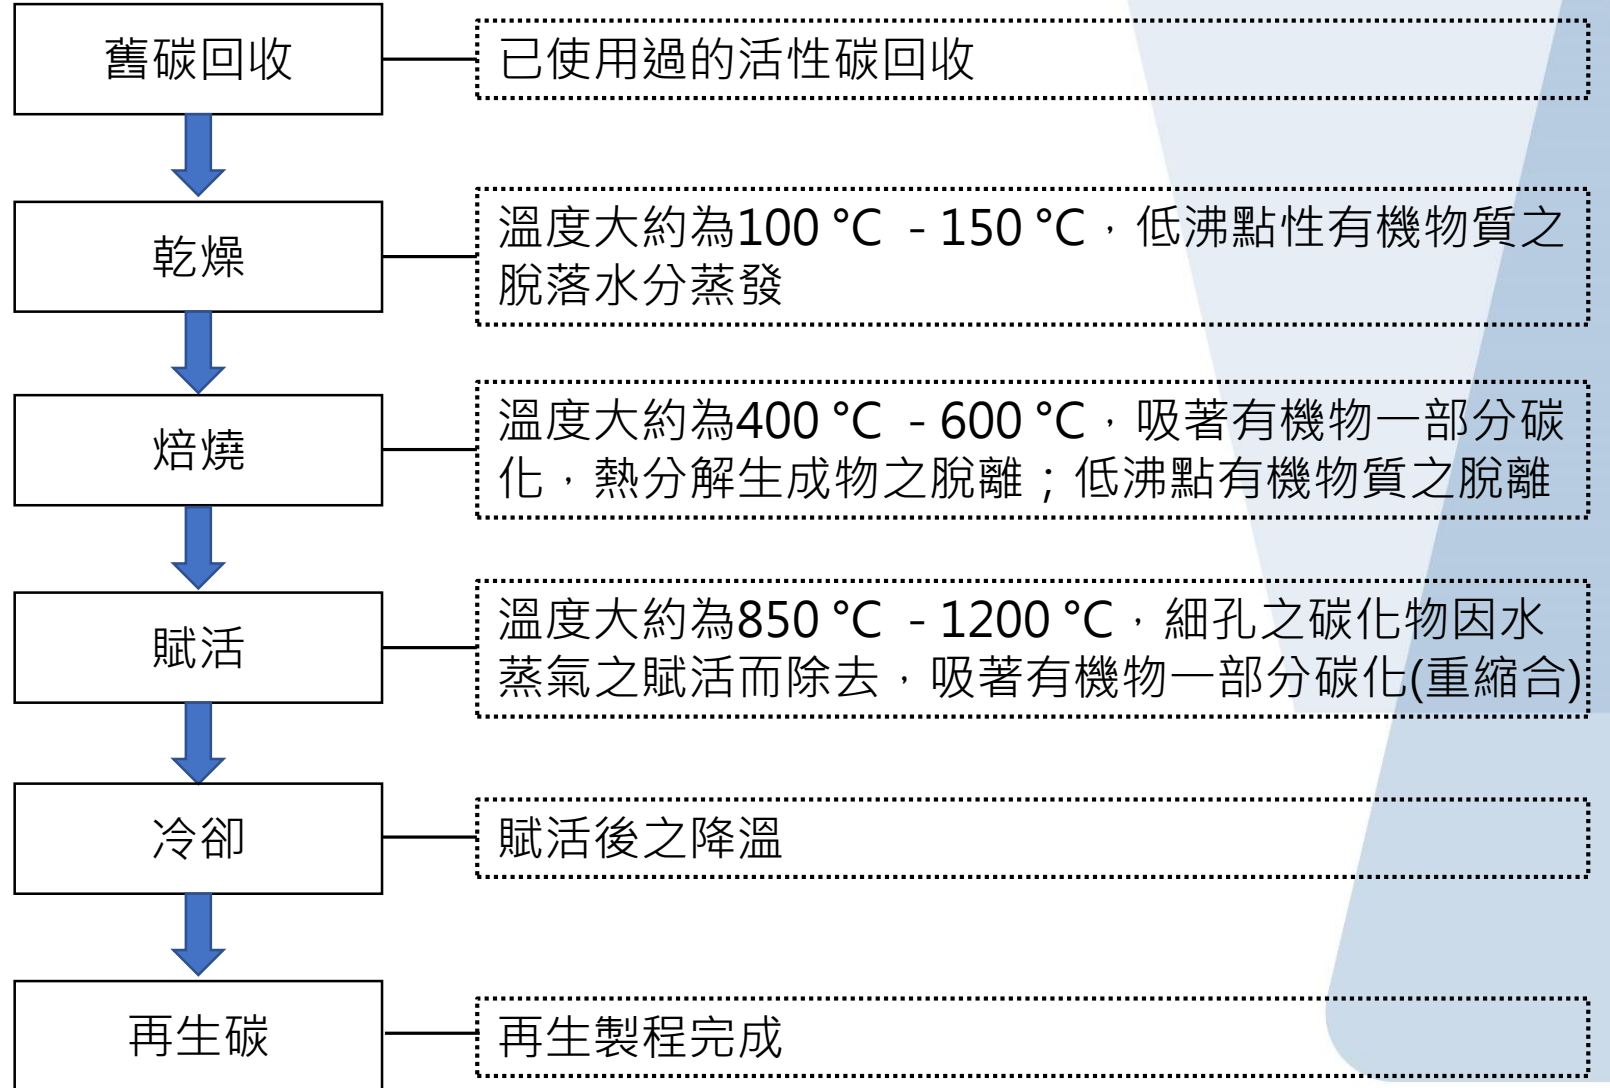 舊碳回收
已使用過的活性碳回收
乾燥
溫度大約為100 °C - 150 °C，低沸點性有機物質之
脫落水分蒸發
焙燒
溫度大約為400 °C - 600 °C，吸著有機物一部分碳
化，熱分解生成物之脫離；低沸點有機物質之脫離
賦活
溫度大約為850 °C - 1200 °C，細孔之碳化物因水
蒸氣之賦活而除去，吸著有機物一部分碳化(重縮合)
冷卻
賦活後之降溫
再生碳
再生製程完成